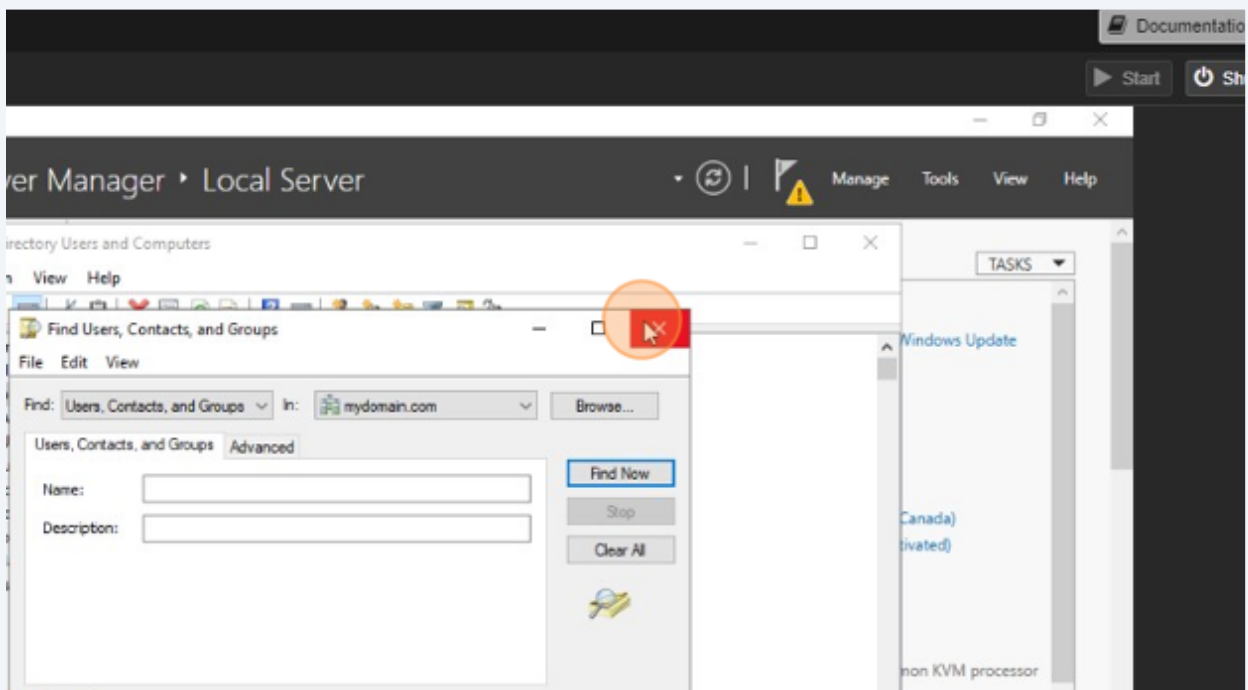 Documentatio
Start
Sh
ver Manager ‣ Local Server
Manage Tools View Help
irectory Users and Computers
View Help
TASKS
Find Users, Contacts, and Groups
Windows Update
File Edit View
Find: Users, Contacts, and Groups In: mydomain.com Browse...
Users, Contacts, and Groups Advanced
Find Now
Name:
Stop
Canada)
Description:
tivated)
Clear All
non KVM processor